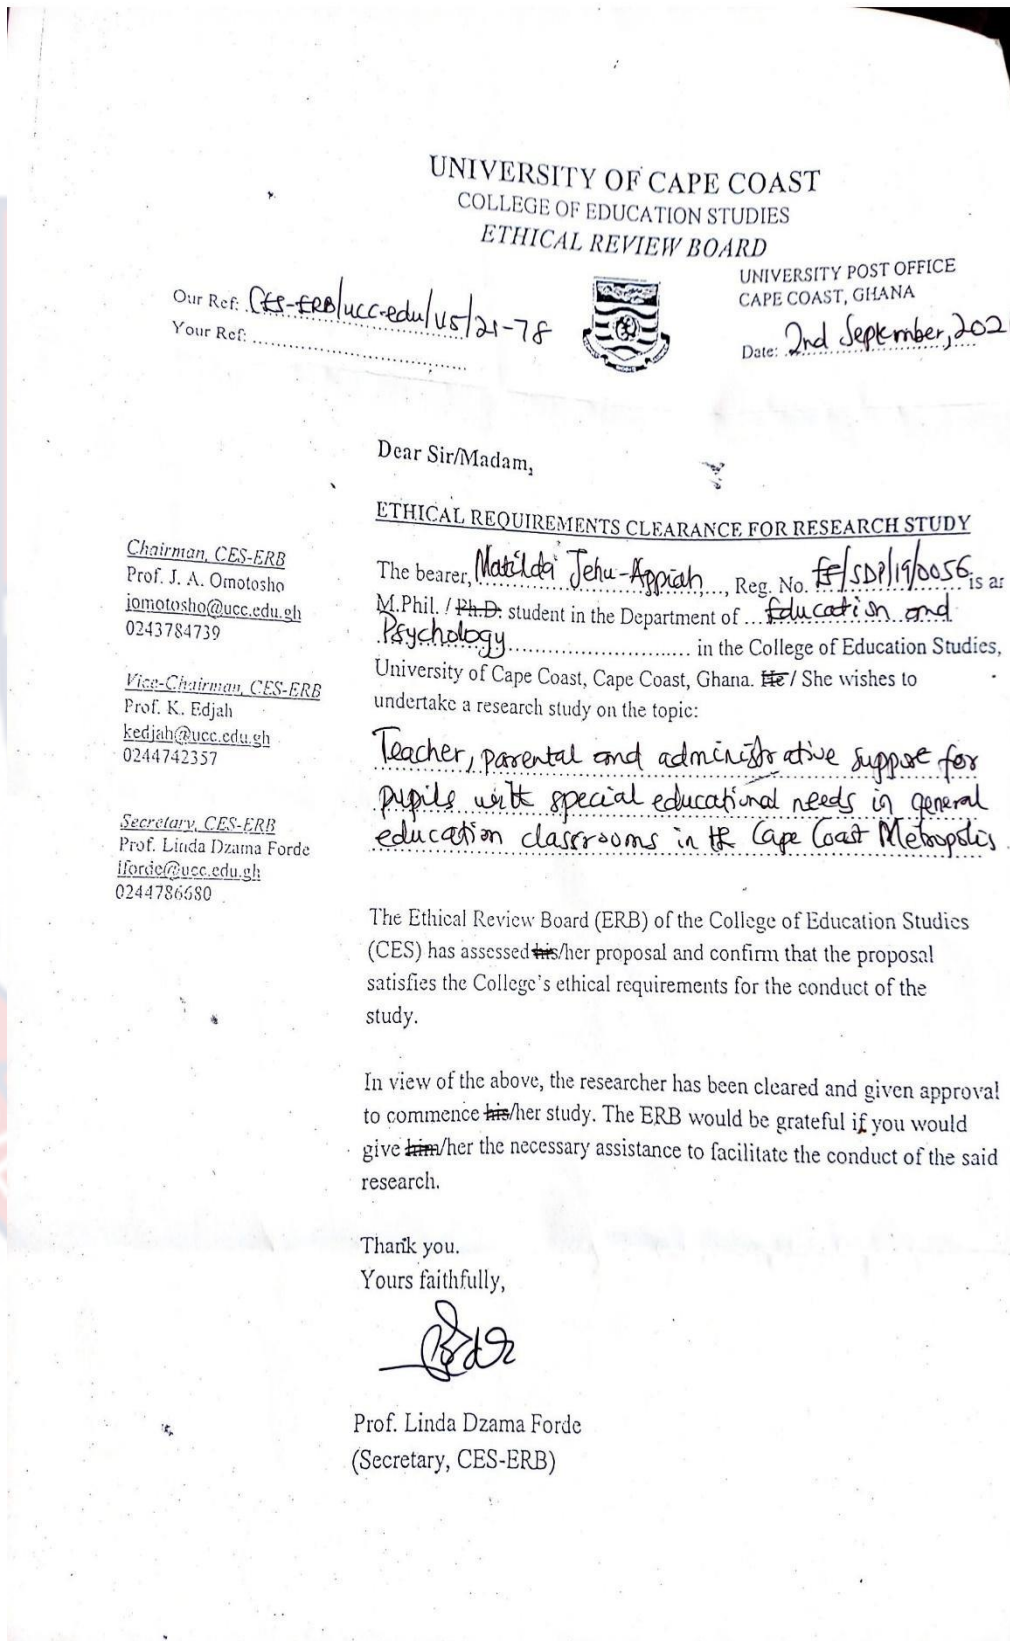 UNIVERSITY OF CAPE COAST
COLLEGE OF EDUCATION STUDIES
ETHICAL REVIEW BOARD
UNIVERSITY POST OFFICE
CAPE COAST, GHANA
Date: 2nd September, 202
Our Ref: CES-ERB/ucc-edu/v5/21-78
Your Ref:
Dear Sir/Madam,
ETHICAL REQUIREMENTS CLEARANCE FOR RESEARCH STUDY
Chairman, CES-ERB
Prof. J. A. Omotosho
jomotosho@ucc.edu.gh
0243784739
Vice-Chairman, CES-ERB
Prof. K. Edjah
kedjah@ucc.edu.gh
0244742357
Secretary, CES-ERB
Prof. Linda Dzama Forde
lforde@ucc.edu.gh
0244786680
The bearer, Matilda Jehu-Appiah, Reg. No. EF/SDP/19/0056 is an
M.Phil. / Ph.D. student in the Department of Education and
Psychology in the College of Education Studies,
University of Cape Coast, Cape Coast, Ghana. He / She wishes to
undertake a research study on the topic:
Teacher, parental and administrative support for
pupils with special educational needs in general
education classrooms in the Cape Coast Metropolis
The Ethical Review Board (ERB) of the College of Education Studies
(CES) has assessed his/her proposal and confirm that the proposal
satisfies the College's ethical requirements for the conduct of the
study.
In view of the above, the researcher has been cleared and given approval
to commence his/her study. The ERB would be grateful if you would
give him/her the necessary assistance to facilitate the conduct of the said
research.
Thank you.
Yours faithfully,
Prof. Linda Dzama Forde
(Secretary, CES-ERB)